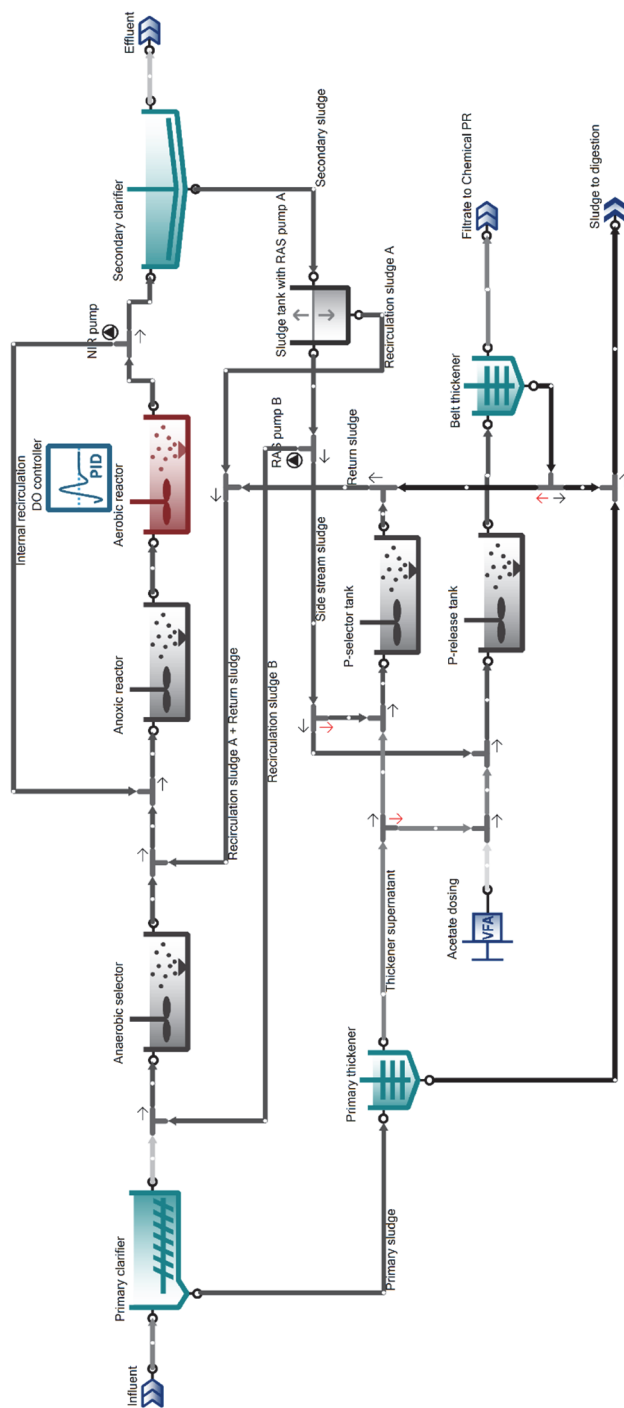 Influent
Primary clarifier
Anaerobic selector
Anoxic reactor
Aerobic reactor
DO controller
PID
Internal recirculation
NIR pump
Secondary clarifier
Effluent
Secondary sludge
Sludge tank with RAS pump A
Recirculation sludge A
RAS pump B
Return sludge
Side stream sludge
Recirculation sludge A + Return sludge
Recirculation sludge B
Primary sludge
Primary thickener
Thickener supernatant
P-selector tank
P-release tank
Acetate dosing
VFA
Belt thickener
Filtrate to Chemical PR
Sludge to digestion